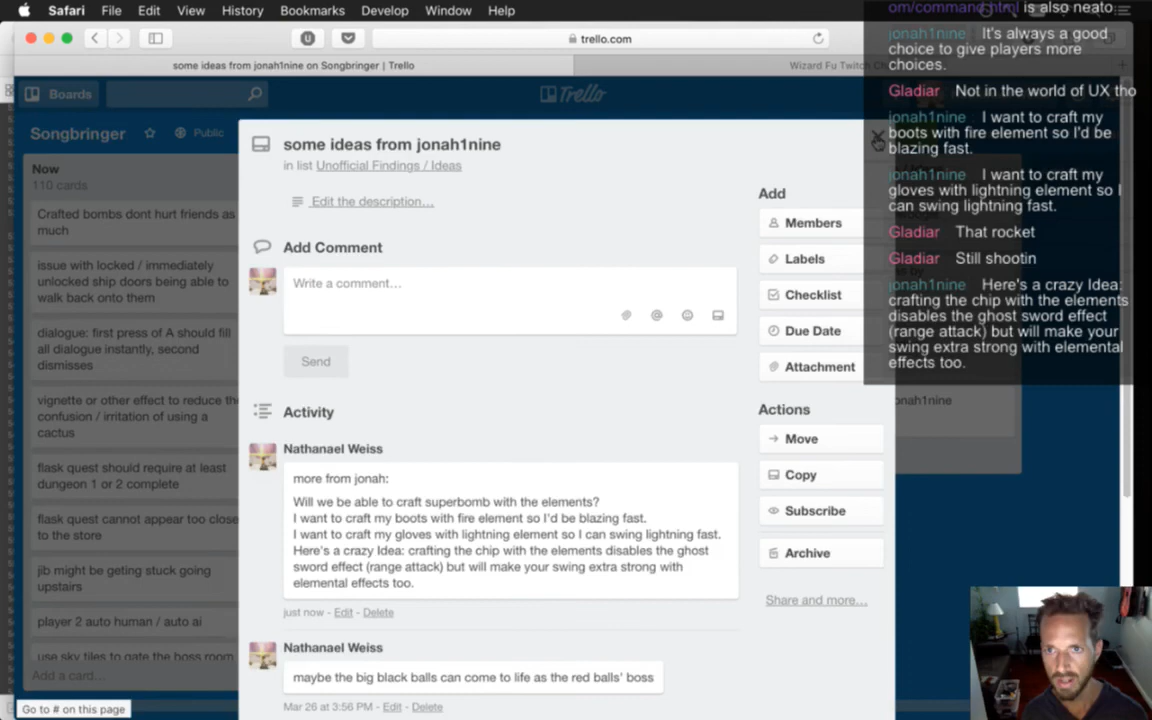 Safari File Edit View History Bookmarks Develop Window Help
trello.com
some ideas from jonah1nine on Songbringer | Trello
Wizard Fu Twitch
Boards
Trello
Songbringer
Public
Now
110 cards
Crafted bombs dont hurt friends as
much
issue with locked / immediately
unlocked ship doors being able to
walk back onto them
dialogue: first press of A should fill
all dialogue instantly, second
dismisses
vignette or other effect to reduce the
confusion / irritation of using a
cactus
flask quest should require at least
dungeon 1 or 2 complete
flask quest cannot appear too close
to the store
jib might be geting stuck going
upstairs
player 2 auto human / auto ai
use sky tiles to gate the boss room
Add a card...
Go to # on this page
some ideas from jonah1nine
in list Unofficial Findings / Ideas
Edit the description...
Add Comment
Write a comment...
Send
Activity
Nathanael Weiss
more from jonah:
Will we be able to craft superbomb with the elements?
I want to craft my boots with fire element so I'd be blazing fast.
I want to craft my gloves with lightning element so I can swing lightning fast.
Here's a crazy Idea: crafting the chip with the elements disables the ghost
sword effect (range attack) but will make your swing extra strong with
elemental effects too.
just now - Edit - Delete
Nathanael Weiss
maybe the big black balls can come to life as the red balls' boss
Mar 26 at 3:56 PM - Edit - Delete
Add
Members
Labels
Checklist
Due Date
Attachment
Actions
Move
Copy
Subscribe
Archive
Share and more...
om/command.html is also neato
jonah1nine It's always a good
choice to give players more
choices.
Gladiar Not in the world of UX tho
jonah1nine I want to craft my
boots with fire element so I'd be
blazing fast.
jonah1nine I want to craft my
gloves with lightning element so I
can swing lightning fast.
Gladiar That rocket
Gladiar Still shootin
jonah1nine Here's a crazy Idea:
crafting the chip with the elements
disables the ghost sword effect
(range attack) but will make your
swing extra strong with elemental
effects too.
onah1nine